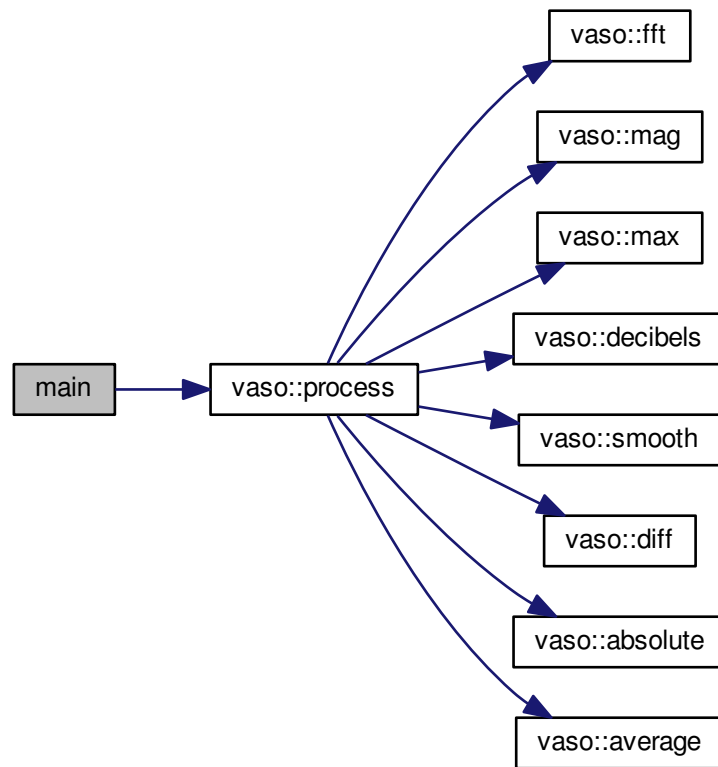 main
vaso::process
vaso::fft
vaso::mag
vaso::max
vaso::decibels
vaso::smooth
vaso::diff
vaso::absolute
vaso::average